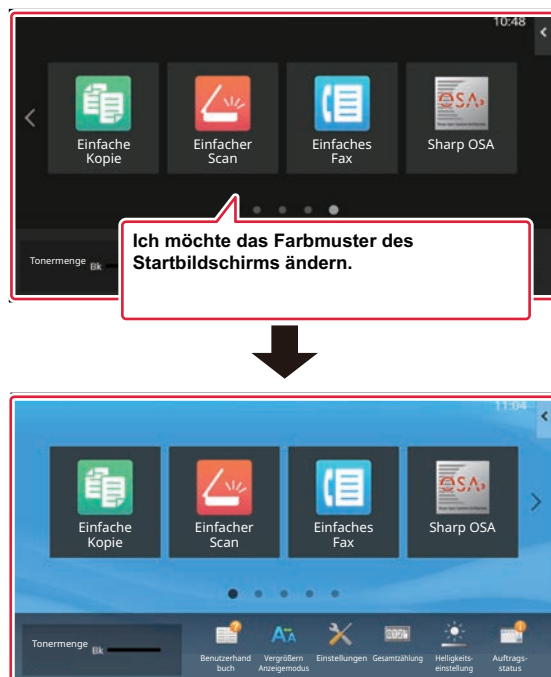 10:48
Einfache
Kopie
Einfacher
Scan
Einfaches
Fax
OSA
Sharp OSA
Ich möchte das Farbmuster des
Startbildschirms ändern.
Tonermenge Bk
11:04
Einfache
Kopie
Einfacher
Scan
Einfaches
Fax
OSA
Sharp OSA
Tonermenge Bk
Benutzerhand
buch
Vergrößern
Anzeigemodus
Einstellungen
Gesamtzählung
Helligkeits-
einstellung
Auftrags-
status